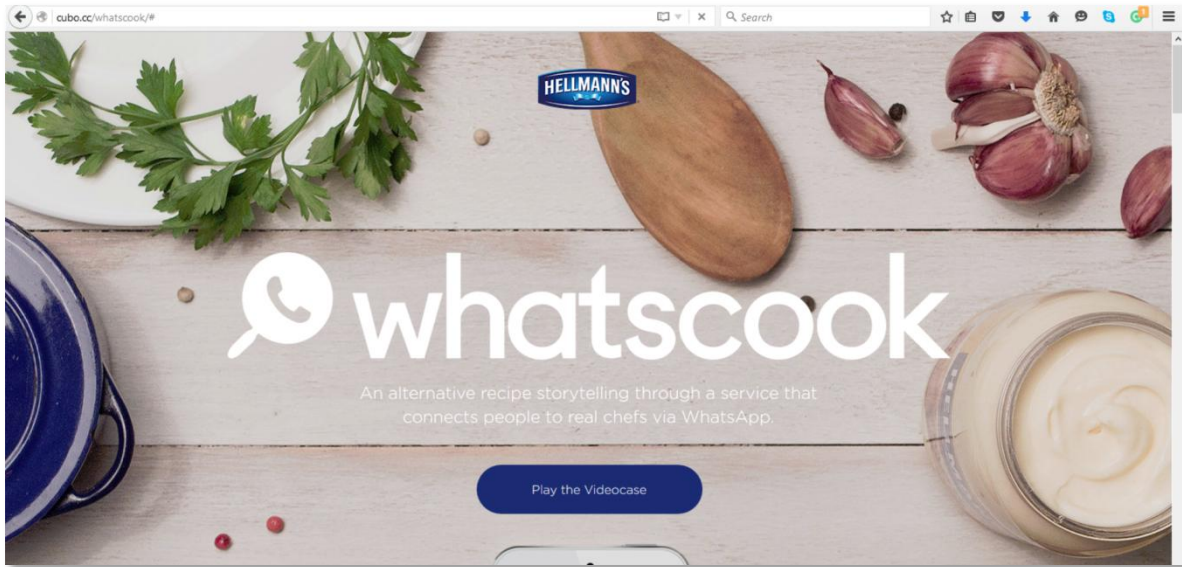 cubo.cc/whatscook/#
Search
1
HELLMANN'S
whatscook
An alternative recipe storytelling through a service that
connects people to real chefs via WhatsApp.
Play the Videocase